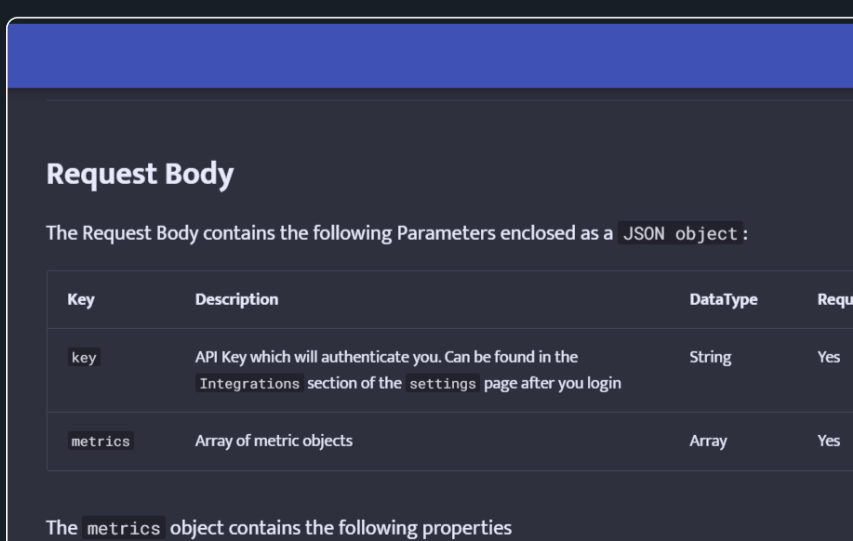 Request Body
The Request Body contains the following Parameters enclosed as a JSON object:
Key Description DataType Requ
key API Key which will authenticate you. Can be found in the String Yes
Integrations section of the settings page after you login
metrics Array of metric objects Array Yes
The metrics object contains the following properties